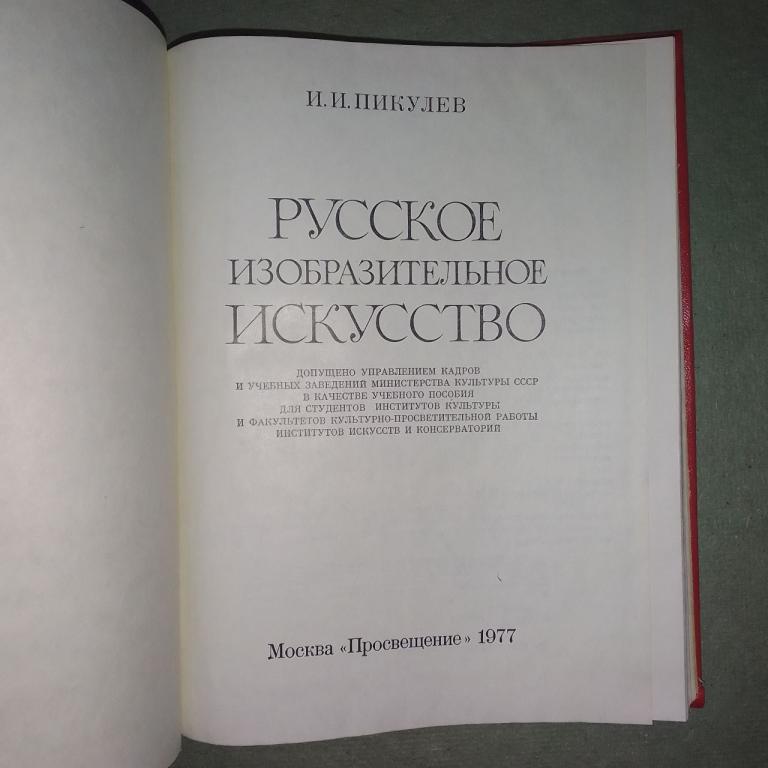 И. И. ПИКУЛЕВ
РУССКОЕ
ИЗОБРАЗИТЕЛЬНОЕ
ИСКУССТВО
ДОПУЩЕНО УПРАВЛЕНИЕМ КАДРОВ
И УЧЕБНЫХ ЗАВЕДЕНИЙ МИНИСТЕРСТВА КУЛЬТУРЫ СССР
В КАЧЕСТВЕ УЧЕБНОГО ПОСОБИЯ
ДЛЯ СТУДЕНТОВ ИНСТИТУТОВ КУЛЬТУРЫ
И ФАКУЛЬТЕТОВ КУЛЬТУРНО-ПРОСВЕТИТЕЛЬНОЙ РАБОТЫ
ИНСТИТУТОВ ИСКУССТВ И КОНСЕРВАТОРИЙ
Москва «Просвещение» 1977